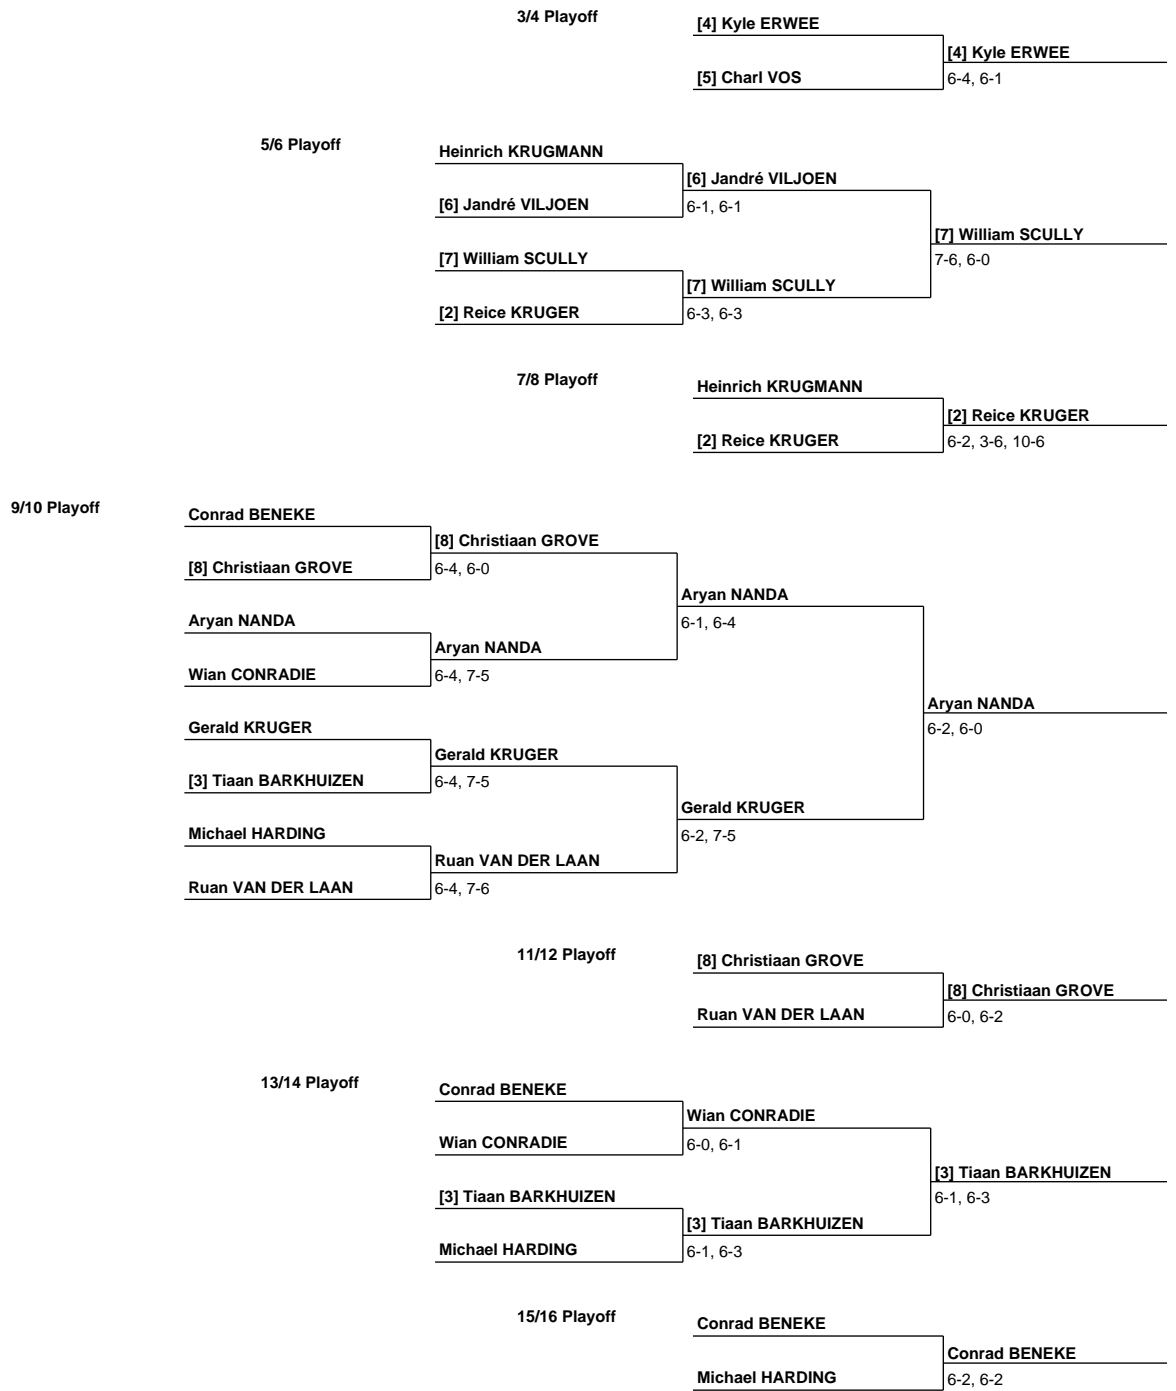 3/4 Playoff
[4] Kyle ERWEE
[4] Kyle ERWEE
[5] Charl VOS
6-4, 6-1
5/6 Playoff
Heinrich KRUGMANN
[6] Jandré VILJOEN
[6] Jandré VILJOEN
6-1, 6-1
[7] William SCULLY
7-6, 6-0
[7] William SCULLY
[7] William SCULLY
[2] Reice KRUGER
6-3, 6-3
7/8 Playoff
Heinrich KRUGMANN
[2] Reice KRUGER
[2] Reice KRUGER
6-2, 3-6, 10-6
9/10 Playoff
Conrad BENEKE
[8] Christiaan GROVE
[8] Christiaan GROVE
6-4, 6-0
Aryan NANDA
6-1, 6-4
Aryan NANDA
Aryan NANDA
Wian CONRADIE
6-4, 7-5
Aryan NANDA
6-2, 6-0
Gerald KRUGER
Gerald KRUGER
[3] Tiaan BARKHUIZEN
6-4, 7-5
Gerald KRUGER
6-2, 7-5
Michael HARDING
Ruan VAN DER LAAN
Ruan VAN DER LAAN
6-4, 7-6
11/12 Playoff
[8] Christiaan GROVE
[8] Christiaan GROVE
Ruan VAN DER LAAN
6-0, 6-2
13/14 Playoff
Conrad BENEKE
Wian CONRADIE
Wian CONRADIE
6-0, 6-1
[3] Tiaan BARKHUIZEN
6-1, 6-3
[3] Tiaan BARKHUIZEN
[3] Tiaan BARKHUIZEN
Michael HARDING
6-1, 6-3
15/16 Playoff
Conrad BENEKE
Conrad BENEKE
Michael HARDING
6-2, 6-2